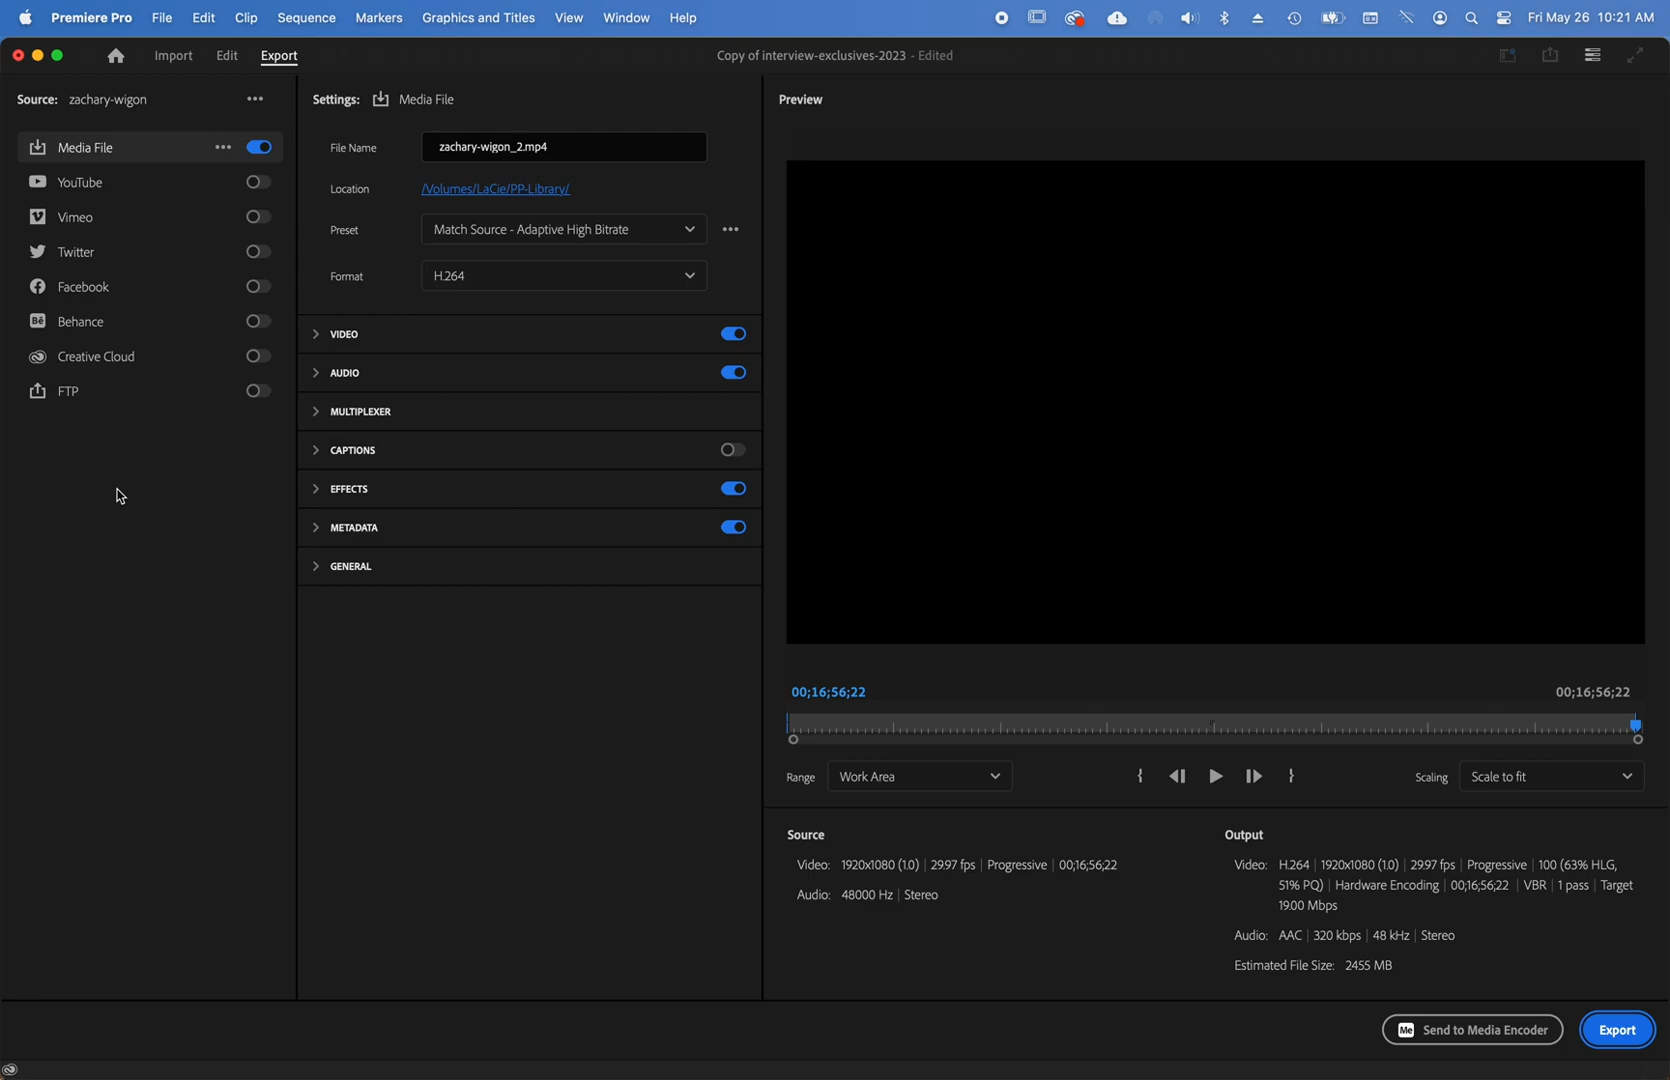 Premiere Pro File Edit Clip Sequence Markers Graphics and Titles View Window Help Fri May 26 10:21 AM
Import Edit Export Copy of interview-exclusives-2023 - Edited
Source: zachary-wigon
Media File
YouTube
Vimeo
Twitter
Facebook
Bē Behance
Creative Cloud
FTP
Settings: Media File
File Name zachary-wigon_2.mp4
Location /Volumes/LaCie/PP-Library/
Preset Match Source - Adaptive High Bitrate
Format H.264
VIDEO
AUDIO
MULTIPLEXER
CAPTIONS
EFFECTS
METADATA
GENERAL
Preview
00;16;56;22 00;16;56;22
Range Work Area Scaling Scale to fit
Source
Video: 1920x1080 (1.0) | 29.97 fps | Progressive | 00;16;56;22
Audio: 48000 Hz | Stereo
Output
Video: H.264 | 1920x1080 (1.0) | 29.97 fps | Progressive | 100 (63% HLG,
51% PQ) | Hardware Encoding | 00;16;56;22 | VBR | 1 pass | Target
19.00 Mbps
Audio: AAC | 320 kbps | 48 kHz | Stereo
Estimated File Size: 2455 MB
Me Send to Media Encoder Export